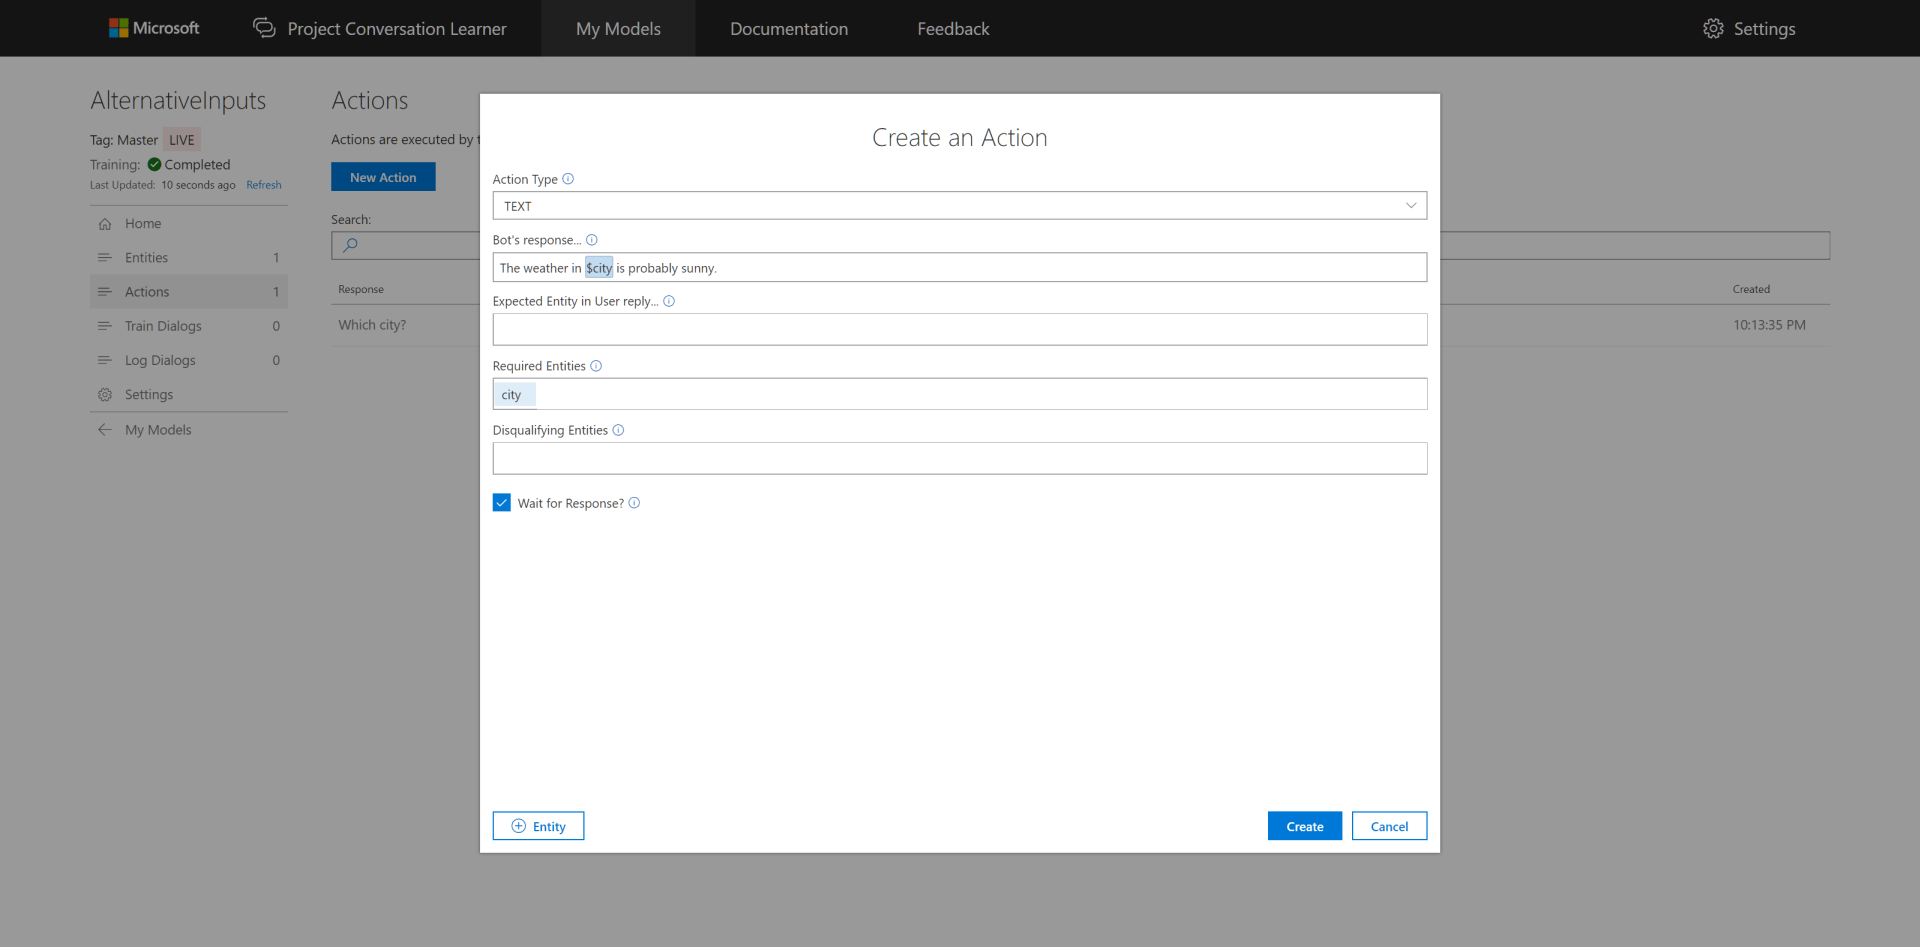 Microsoft
Project Conversation Learner
My Models
Documentation
Feedback
Settings
AlternativeInputs
Tag: Master LIVE
Training: Completed
Last Updated: 10 seconds ago Refresh
Home
Entities 1
Actions 1
Train Dialogs 0
Log Dialogs 0
Settings
My Models
Actions
Actions are executed by t
New Action
Search:
Response
Created
Which city?
10:13:35 PM
Create an Action
Action Type
TEXT
Bot's response...
The weather in $city is probably sunny.
Expected Entity in User reply...
Required Entities
city
Disqualifying Entities
Wait for Response?
Entity
Create
Cancel